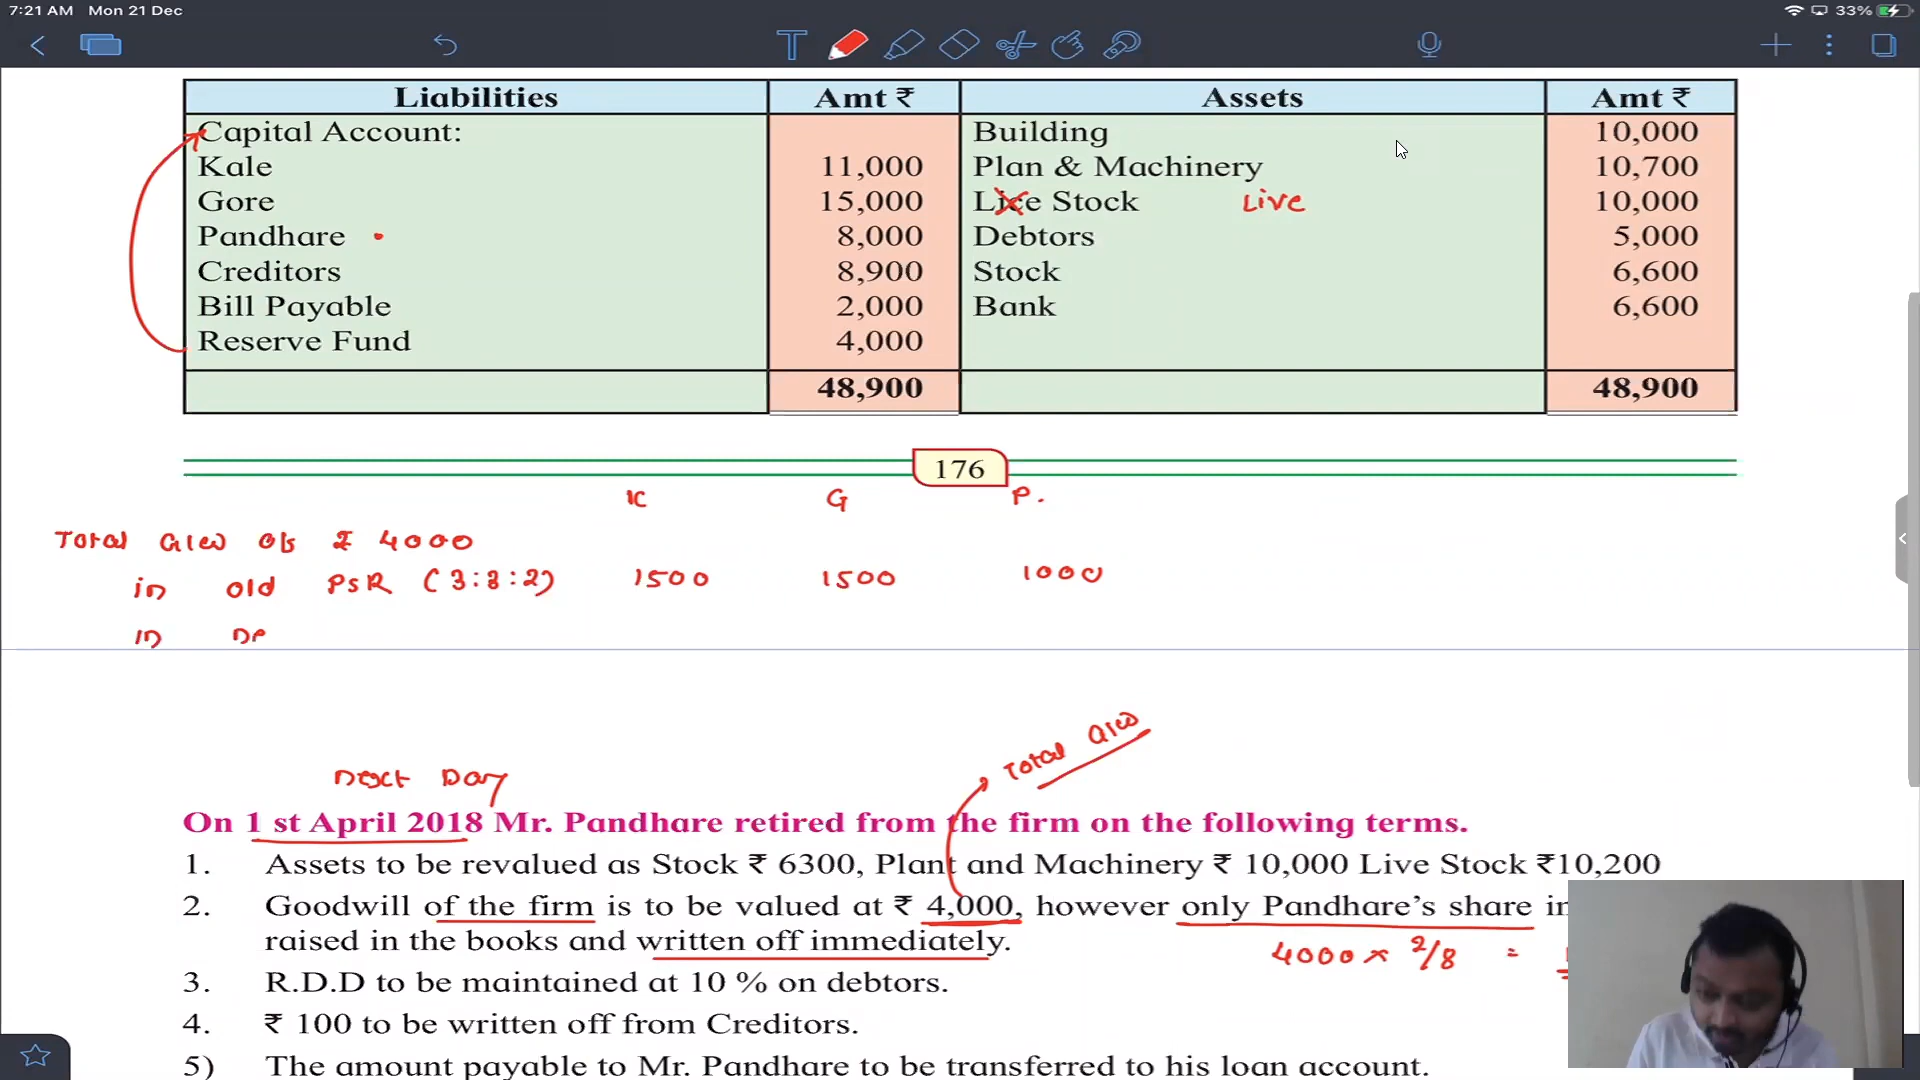 7:21 AM Mon 21 Dec 33%
Liabilities Amt ₹ Assets Amt ₹
Capital Account: Building 10,000
Kale 11,000 Plan & Machinery 10,700
Gore 15,000 Lice Stock Live 10,000
Pandhare 8,000 Debtors 5,000
Creditors 8,900 Stock 6,600
Bill Payable 2,000 Bank 6,600
Reserve Fund 4,000
48,900 48,900
176
K G P.
Total G/w of ₹ 4000
in old PSR (3:3:2) 1500 1500 1000
in ne
Total G/w
Next Day
On 1 st April 2018 Mr. Pandhare retired from the firm on the following terms.
1. Assets to be revalued as Stock ₹ 6300, Plant and Machinery ₹ 10,000 Live Stock ₹10,200
2. Goodwill of the firm is to be valued at ₹ 4,000, however only Pandhare's share in
raised in the books and written off immediately.
4000 × 2/8 =
3. R.D.D to be maintained at 10 % on debtors.
4. ₹ 100 to be written off from Creditors.
5) The amount payable to Mr. Pandhare to be transferred to his loan account.